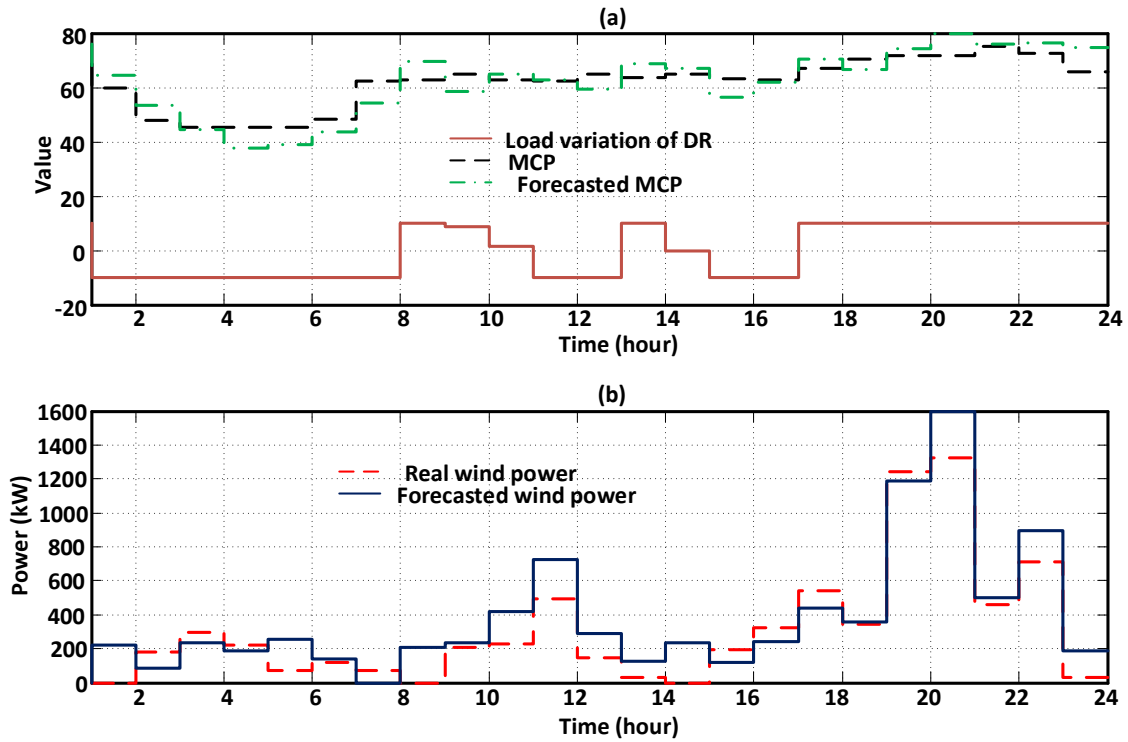 (a)
80
60
40
20
0
-20
Value
Load variation of DR
MCP
Forecasted MCP
2 4 6 8 10 12 14 16 18 20 22 24
Time (hour)
(b)
1600
1400
1200
1000
800
600
400
200
0
Power (kW)
Real wind power
Forecasted wind power
2 4 6 8 10 12 14 16 18 20 22 24
Time (hour)